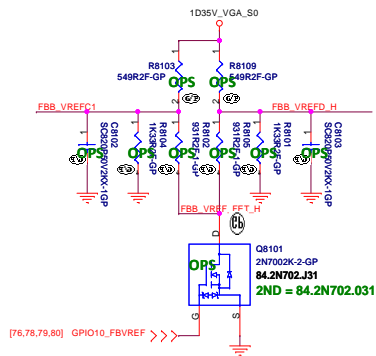 1D35V_VGA_S0
R8103
549R2F-GP
OPS
R8109
549R2F-GP
OPS
1
2
1
2
FBB_VREFC1
FBB_VREFD_H
C8102
SC820P50V2KX-1GP
OPS
R8104
1K33R2F-GP
OPS
R8102
931R2F-GP
OPS
R8105
931R2F-GP
OPS
R8101
1K33R2F-GP
OPS
C8103
SC820P50V2KX-1GP
OPS
FBB_VREF_FET_H
D
Q8101
2N7002K-2-GP
84.2N702.J31
2ND = 84.2N702.031
OPS
G
S
[76,78,79,80] GPIO10_FBVREF